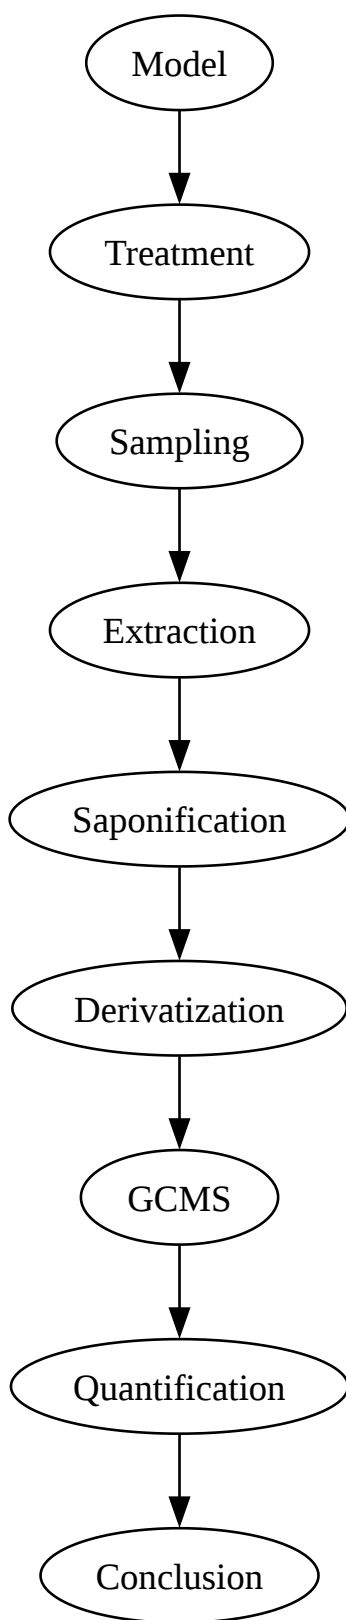 Model
Treatment
Sampling
Extraction
Saponification
Derivatization
GCMS
Quantification
Conclusion